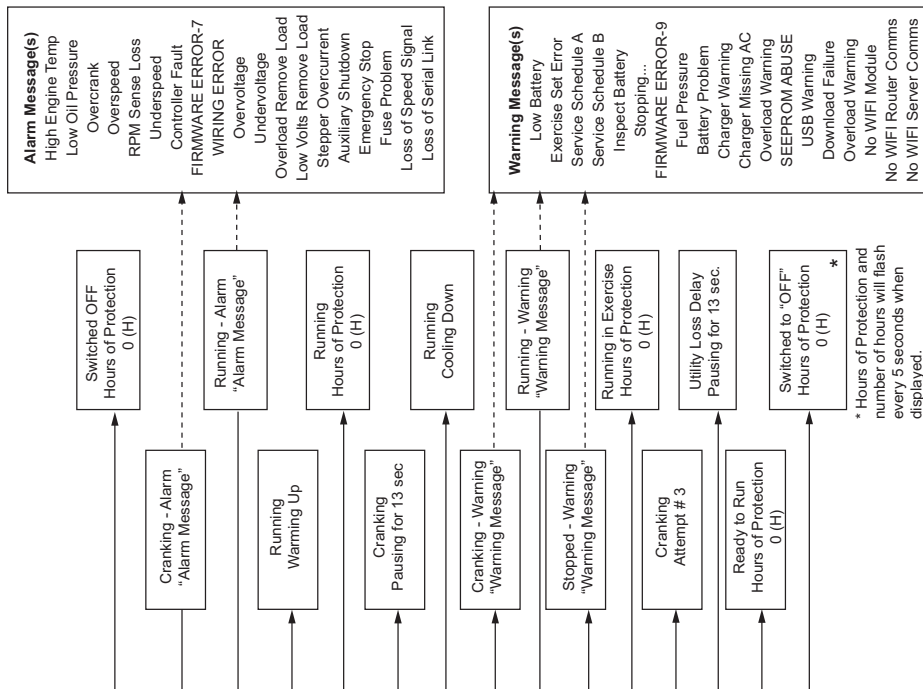 Switched OFF
Hours of Protection
0 (H)
Cranking - Alarm
“Alarm Message”
Running - Alarm
“Alarm Message”
Running
Warming Up
Running
Hours of Protection
0 (H)
Cranking
Pausing for 13 sec
Running
Cooling Down
Cranking - Warning
“Warning Message”
Running - Warning
“Warning Message”
Stopped - Warning
“Warning Message”
Running in Exercise
Hours of Protection
0 (H)
Cranking
Attempt # 3
Utility Loss Delay
Pausing for 13 sec.
Ready to Run
Hours of Protection
0 (H)
Switched to “OFF”
Hours of Protection
0 (H)
*
* Hours of Protection and
number of hours will flash
every 5 seconds when
displayed.
Alarm Message(s)
High Engine Temp
Low Oil Pressure
Overcrank
Overspeed
RPM Sense Loss
Underspeed
Controller Fault
FIRMWARE ERROR-7
WIRING ERROR
Overvoltage
Undervoltage
Overload Remove Load
Low Volts Remove Load
Stepper Overcurrent
Auxiliary Shutdown
Emergency Stop
Fuse Problem
Loss of Speed Signal
Loss of Serial Link
Warning Message(s)
Low Battery
Exercise Set Error
Service Schedule A
Service Schedule B
Inspect Battery
Stopping...
FIRMWARE ERROR-9
Fuel Pressure
Battery Problem
Charger Warning
Charger Missing AC
Overload Warning
SEEPROM ABUSE
USB Warning
Download Failure
Overload Warning
No WIFI Module
No WIFI Router Comms
No WIFI Server Comms